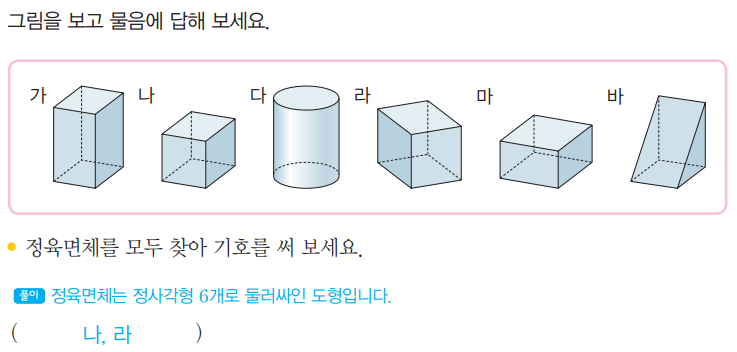 그림을 보고 물음에 답해 보세요.
가 나 다 라 마 바
정육면체를 모두 찾아 기호를 써 보세요.
풀이 정육면체는 정사각형 6개로 둘러싸인 도형입니다.
( 나, 라 )